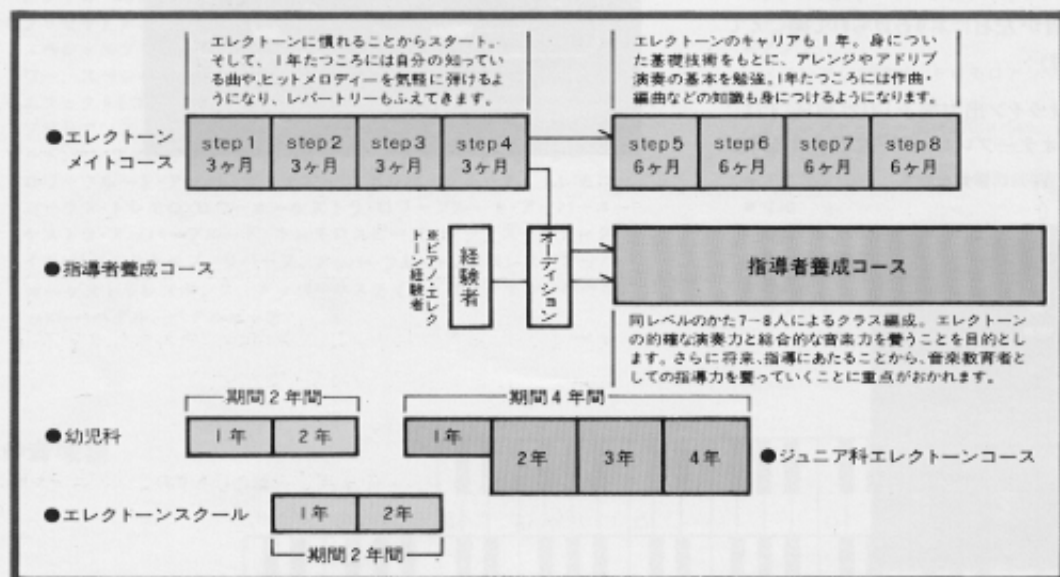 エレクトーンに慣れることからスタート。
そして、1年たつころには自分の知ってい
る曲や、ヒットメロディーを気軽に弾けるよ
うになり、レパートリーもふえてきます。
エレクトーンのキャリアも1年。身につい
た基礎技術をもとに、アレンジやアドリブ
演奏の基本を勉強。1年たつころには作曲・
編曲などの知識も身につけるようになります。
●エレクトーン
メイトコース
step1
3ヶ月
step2
3ヶ月
step3
3ヶ月
step4
3ヶ月
step5
6ヶ月
step6
6ヶ月
step7
6ヶ月
step8
6ヶ月
●指導者養成コース
※ピアノ・エレク
トーン経験者
経験者
オーディション
指導者養成コース
同レベルのかた7〜8人によるクラス編成。エレクトーン
の的確な演奏力と総合的な音楽力を養うことを目的とし
ます。さらに将来、指導にあたることから、音楽教育者と
しての指導力を養っていくことに重点がおかれます。
期間2年間
期間4年間
●幼児科
1年
2年
1年
2年
3年
4年
●ジュニア科エレクトーンコース
●エレクトーンスクール
1年
2年
期間2年間